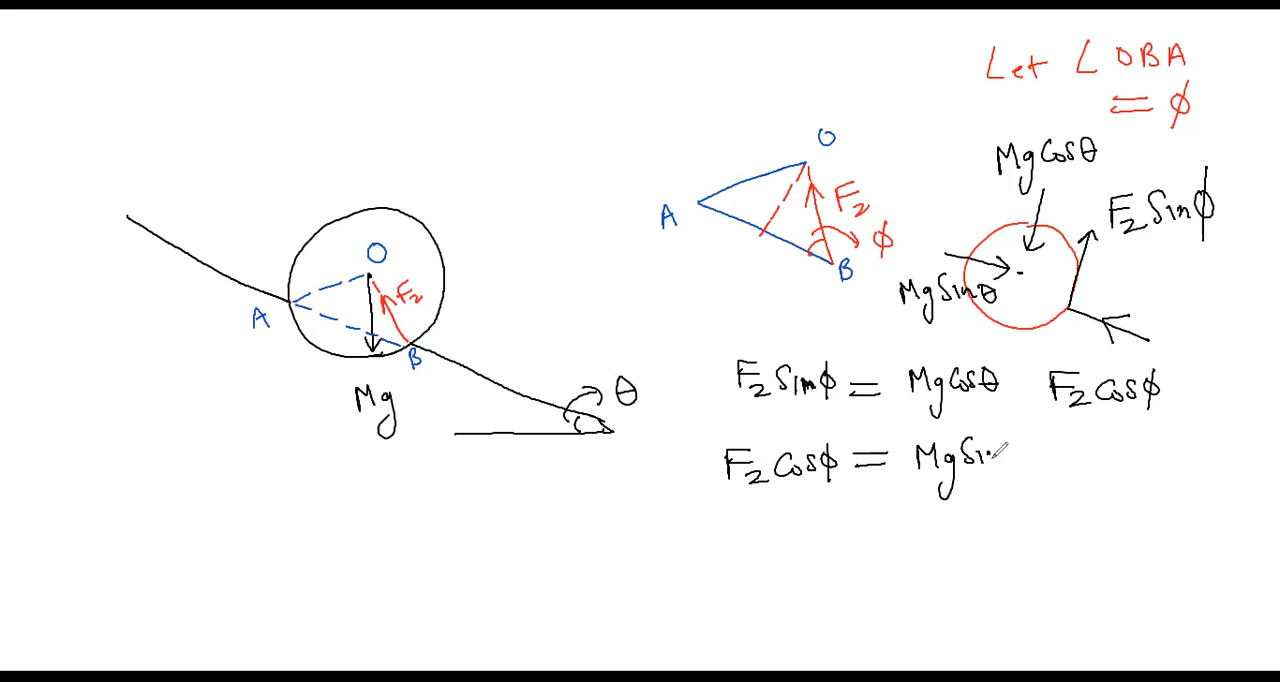 Let ∠OBA
= ϕ
O
A
B
F₂
Mg
θ
O
A
B
F₂
ϕ
MgCosθ
F₂Sinϕ
MgSinθ
F₂Cosϕ
F₂Sinϕ = MgCosθ
F₂Cosϕ = MgSi